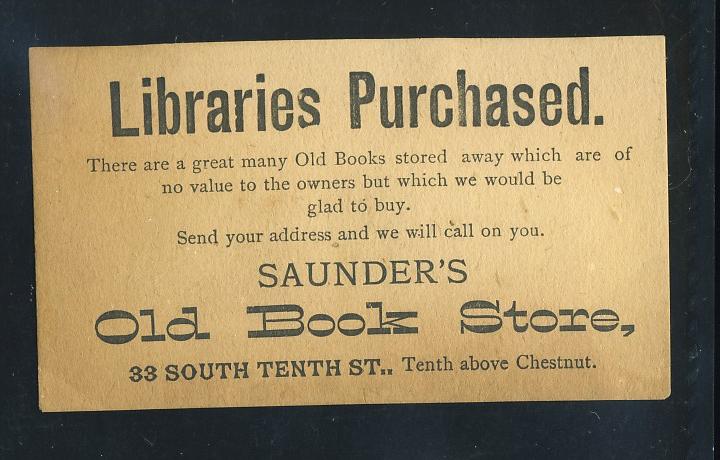 Libraries Purchased.
There are a great many Old Books stored away which are of
no value to the owners but which we would be
glad to buy.
Send your address and we will call on you.
SAUNDER'S
Old Book Store,
33 SOUTH TENTH ST., Tenth above Chestnut.